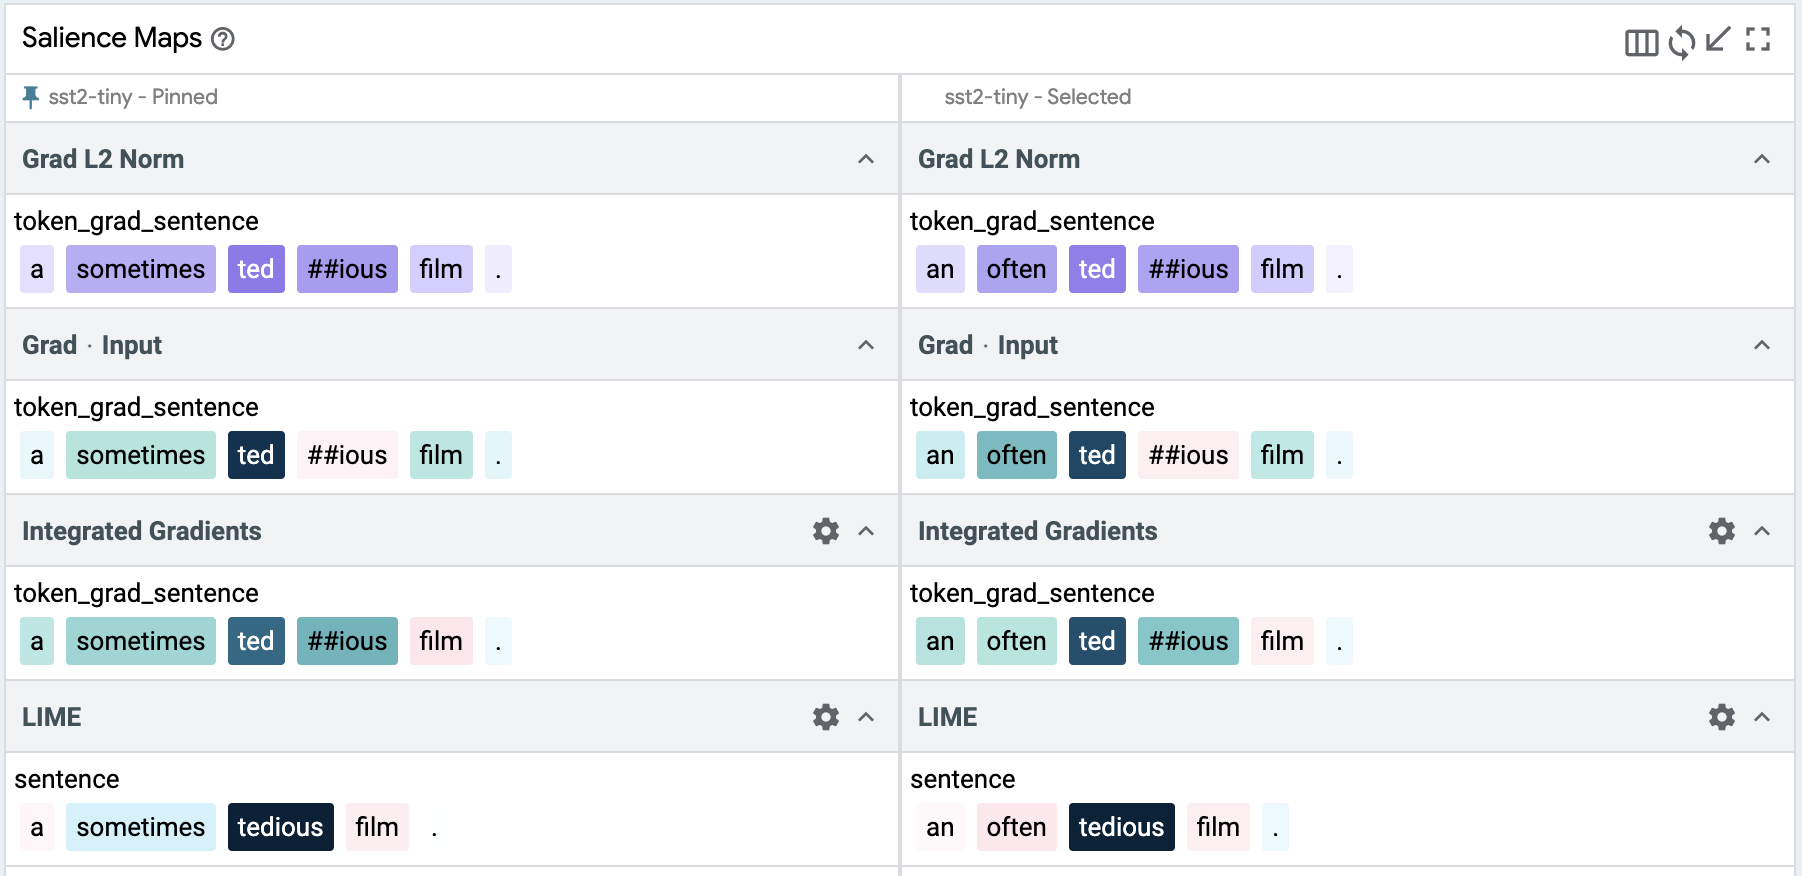 Salience Maps ?
sst2-tiny - Pinned
Grad L2 Norm
token_grad_sentence
a sometimes ted ##ious film .
Grad · Input
token_grad_sentence
a sometimes ted ##ious film .
Integrated Gradients
token_grad_sentence
a sometimes ted ##ious film .
LIME
sentence
a sometimes tedious film .
sst2-tiny - Selected
Grad L2 Norm
token_grad_sentence
an often ted ##ious film .
Grad · Input
token_grad_sentence
an often ted ##ious film .
Integrated Gradients
token_grad_sentence
an often ted ##ious film .
LIME
sentence
an often tedious film .